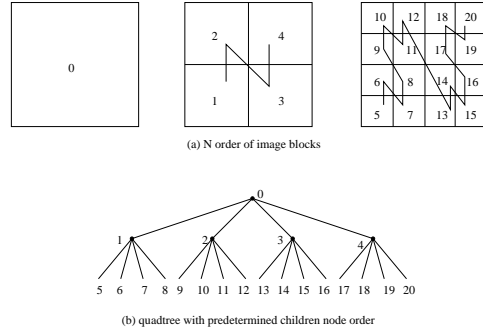 0
2 4
1 3
10 12 18 20
9 11 17 19
6 8 14 16
5 7 13 15
(a) N order of image blocks
0
1 2 3 4
5 6 7 8 9 10 11 12 13 14 15 16 17 18 19 20
(b) quadtree with predetermined children node order